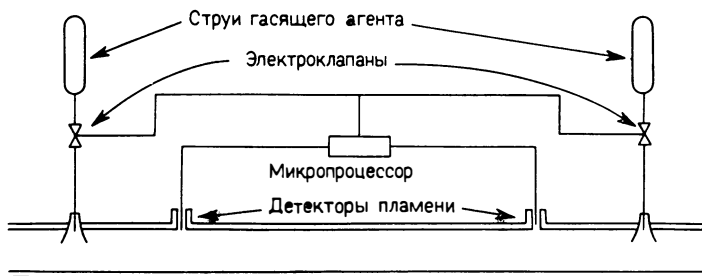 Струи гасящего агента
Электроклапаны
Микропроцессор
Детекторы пламени